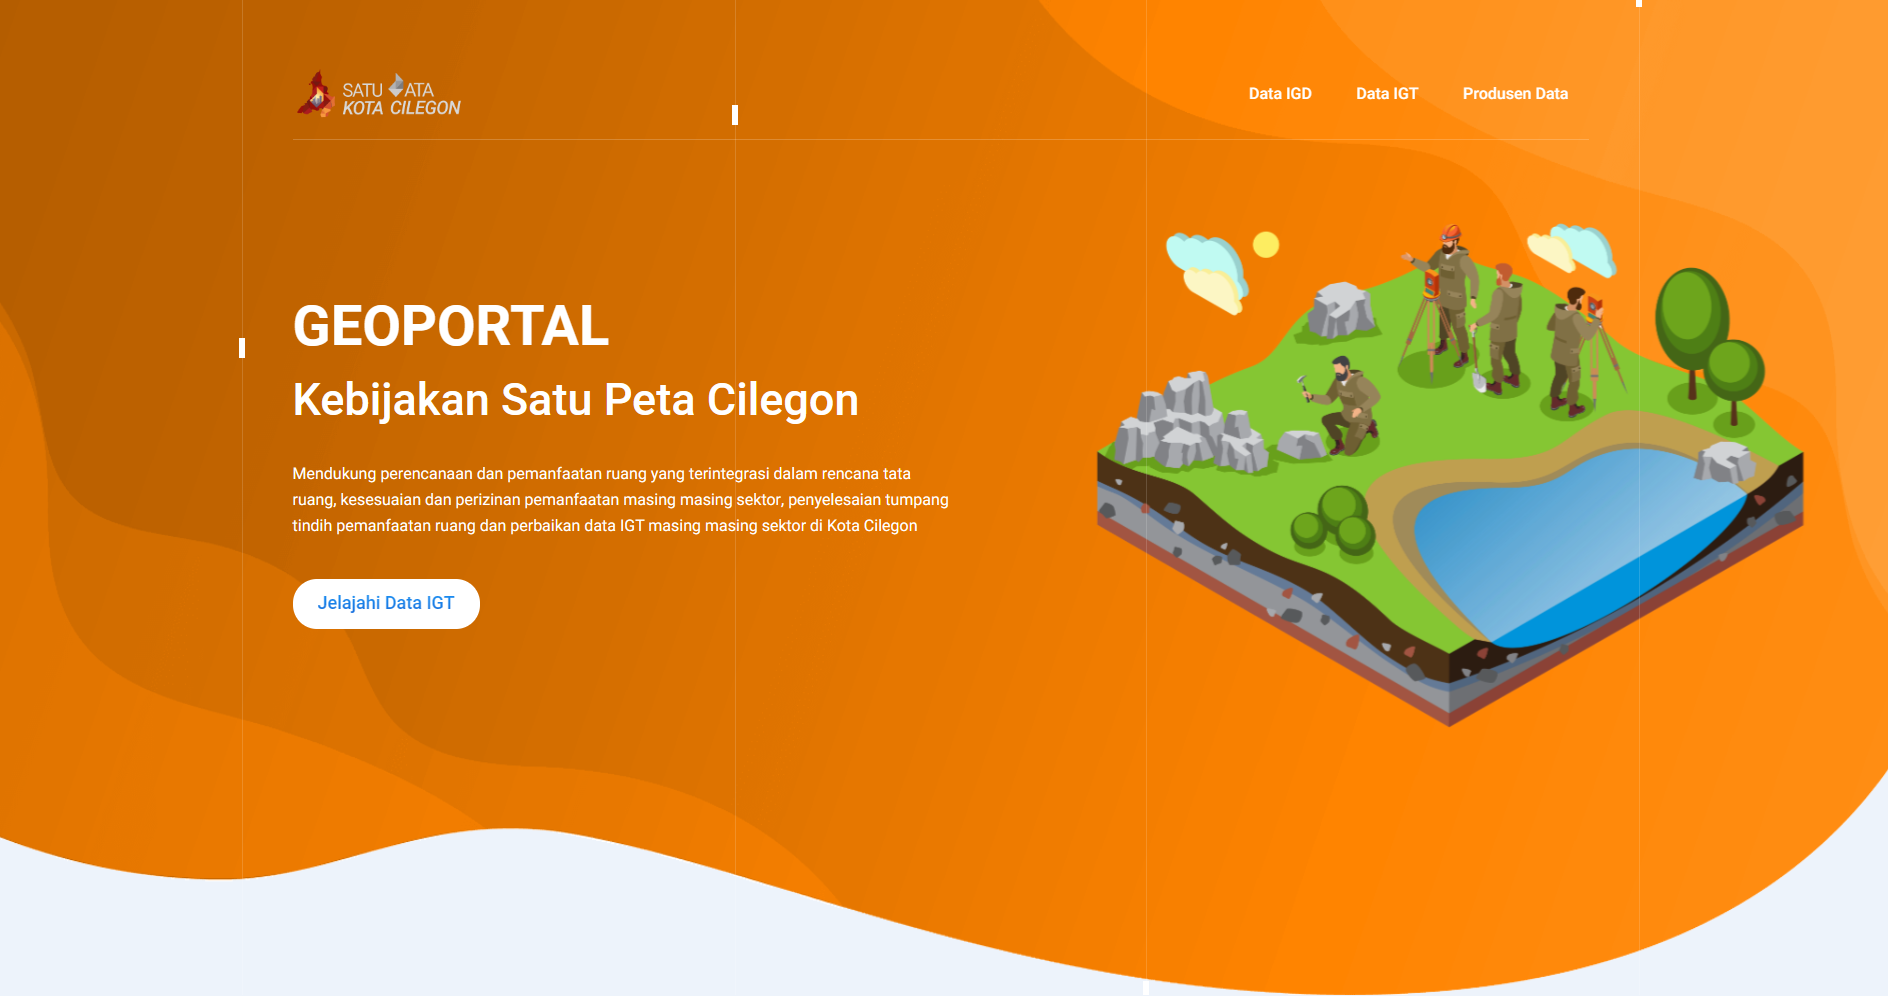 SATU DATA
KOTA CILEGON
Data IGD
Data IGT
Produsen Data
GEOPORTAL
Kebijakan Satu Peta Cilegon
Mendukung perencanaan dan pemanfaatan ruang yang terintegrasi dalam rencana tata
ruang, kesesuaian dan perizinan pemanfaatan masing masing sektor, penyelesaian tumpang
tindih pemanfaatan ruang dan perbaikan data IGT masing masing sektor di Kota Cilegon
Jelajahi Data IGT